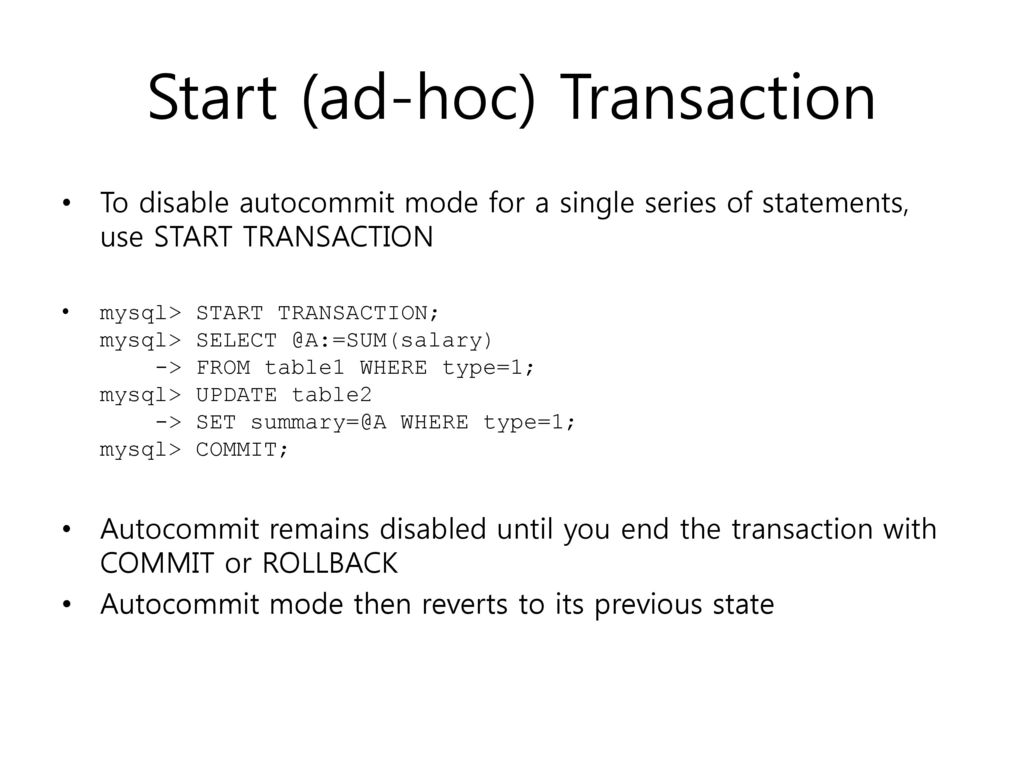 Start (ad-hoc) Transaction
• To disable autocommit mode for a single series of statements,
use START TRANSACTION
• mysql> START TRANSACTION;
mysql> SELECT @A:=SUM(salary)
    -> FROM table1 WHERE type=1;
mysql> UPDATE table2
    -> SET summary=@A WHERE type=1;
mysql> COMMIT;
• Autocommit remains disabled until you end the transaction with
COMMIT or ROLLBACK
• Autocommit mode then reverts to its previous state